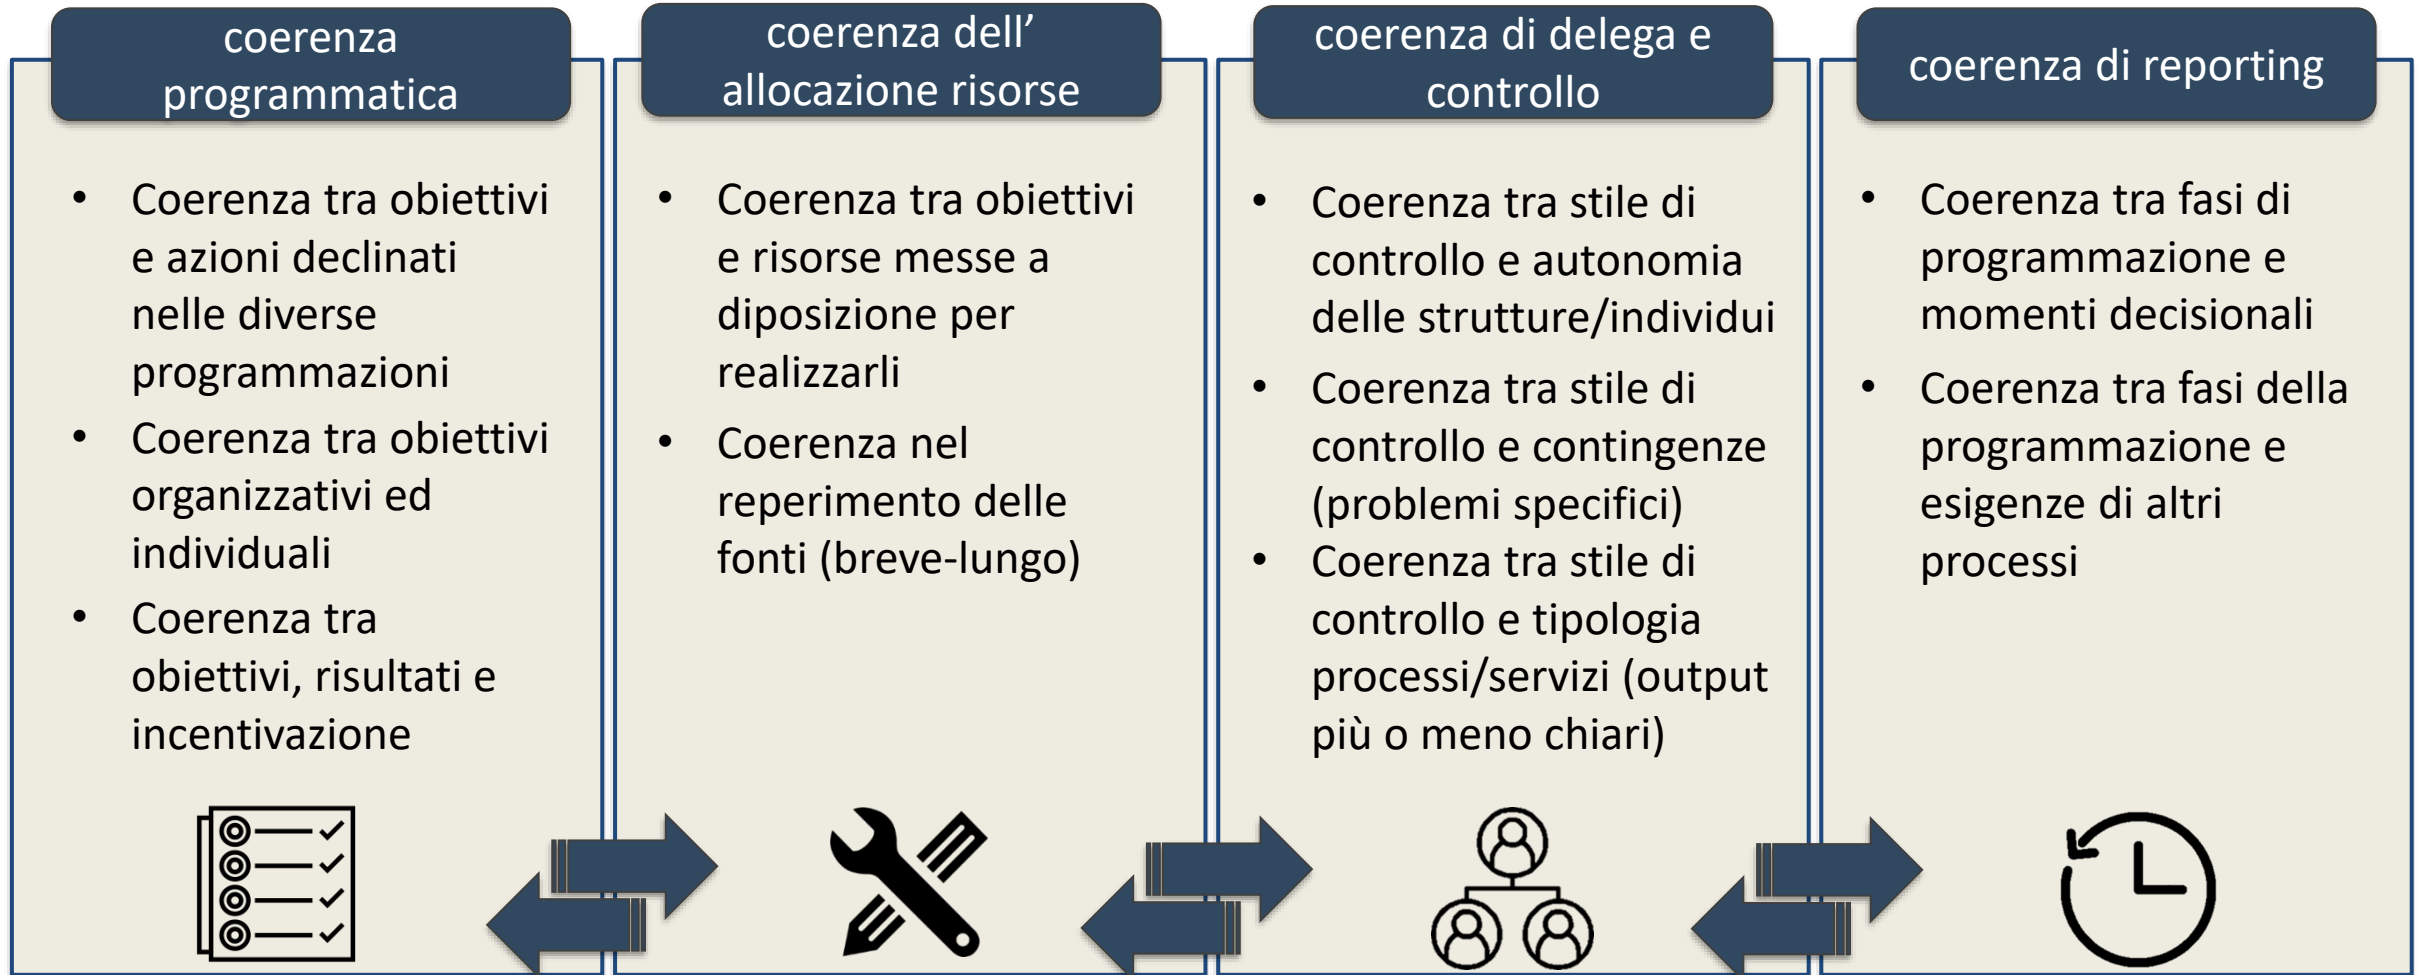 coerenza
programmatica
• Coerenza tra obiettivi
e azioni declinati
nelle diverse
programmazioni
• Coerenza tra obiettivi
organizzativi ed
individuali
• Coerenza tra
obiettivi, risultati e
incentivazione
coerenza dell’
allocazione risorse
• Coerenza tra obiettivi
e risorse messe a
diposizione per
realizzarli
• Coerenza nel
reperimento delle
fonti (breve-lungo)
coerenza di delega e
controllo
• Coerenza tra stile di
controllo e autonomia
delle strutture/individui
• Coerenza tra stile di
controllo e contingenze
(problemi specifici)
• Coerenza tra stile di
controllo e tipologia
processi/servizi (output
più o meno chiari)
coerenza di reporting
• Coerenza tra fasi di
programmazione e
momenti decisionali
• Coerenza tra fasi della
programmazione e
esigenze di altri
processi